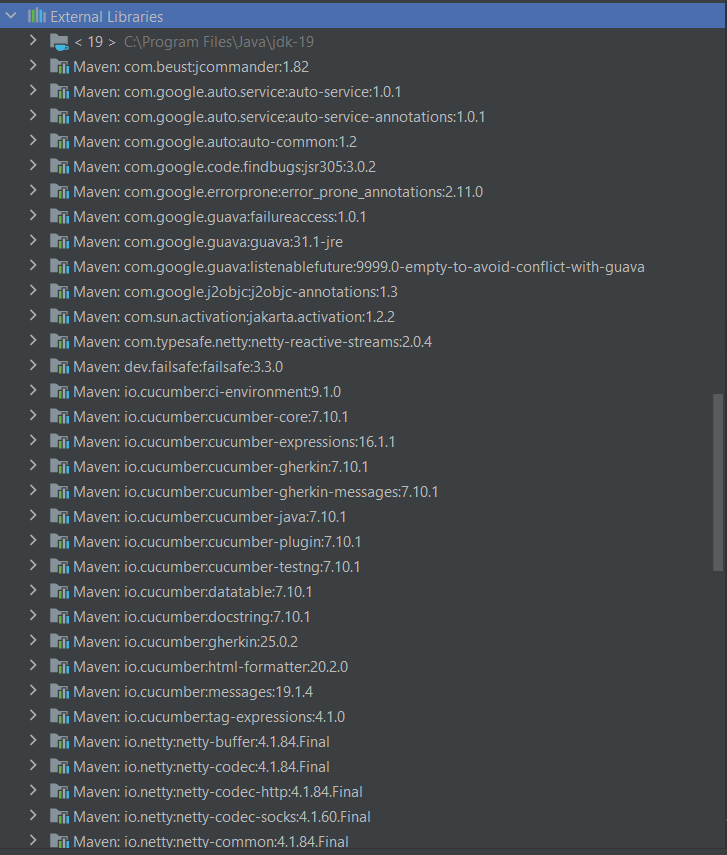 External Libraries
< 19 > C:\Program Files\Java\jdk-19
Maven: com.beust:jcommander:1.82
Maven: com.google.auto.service:auto-service:1.0.1
Maven: com.google.auto.service:auto-service-annotations:1.0.1
Maven: com.google.auto:auto-common:1.2
Maven: com.google.code.findbugs:jsr305:3.0.2
Maven: com.google.errorprone:error_prone_annotations:2.11.0
Maven: com.google.guava:failureaccess:1.0.1
Maven: com.google.guava:guava:31.1-jre
Maven: com.google.guava:listenablefuture:9999.0-empty-to-avoid-conflict-with-guava
Maven: com.google.j2objc:j2objc-annotations:1.3
Maven: com.sun.activation:jakarta.activation:1.2.2
Maven: com.typesafe.netty:netty-reactive-streams:2.0.4
Maven: dev.failsafe:failsafe:3.3.0
Maven: io.cucumber:ci-environment:9.1.0
Maven: io.cucumber:cucumber-core:7.10.1
Maven: io.cucumber:cucumber-expressions:16.1.1
Maven: io.cucumber:cucumber-gherkin:7.10.1
Maven: io.cucumber:cucumber-gherkin-messages:7.10.1
Maven: io.cucumber:cucumber-java:7.10.1
Maven: io.cucumber:cucumber-plugin:7.10.1
Maven: io.cucumber:cucumber-testng:7.10.1
Maven: io.cucumber:datatable:7.10.1
Maven: io.cucumber:docstring:7.10.1
Maven: io.cucumber:gherkin:25.0.2
Maven: io.cucumber:html-formatter:20.2.0
Maven: io.cucumber:messages:19.1.4
Maven: io.cucumber:tag-expressions:4.1.0
Maven: io.netty:netty-buffer:4.1.84.Final
Maven: io.netty:netty-codec:4.1.84.Final
Maven: io.netty:netty-codec-http:4.1.84.Final
Maven: io.netty:netty-codec-socks:4.1.60.Final
Maven: io.netty:netty-common:4.1.84.Final